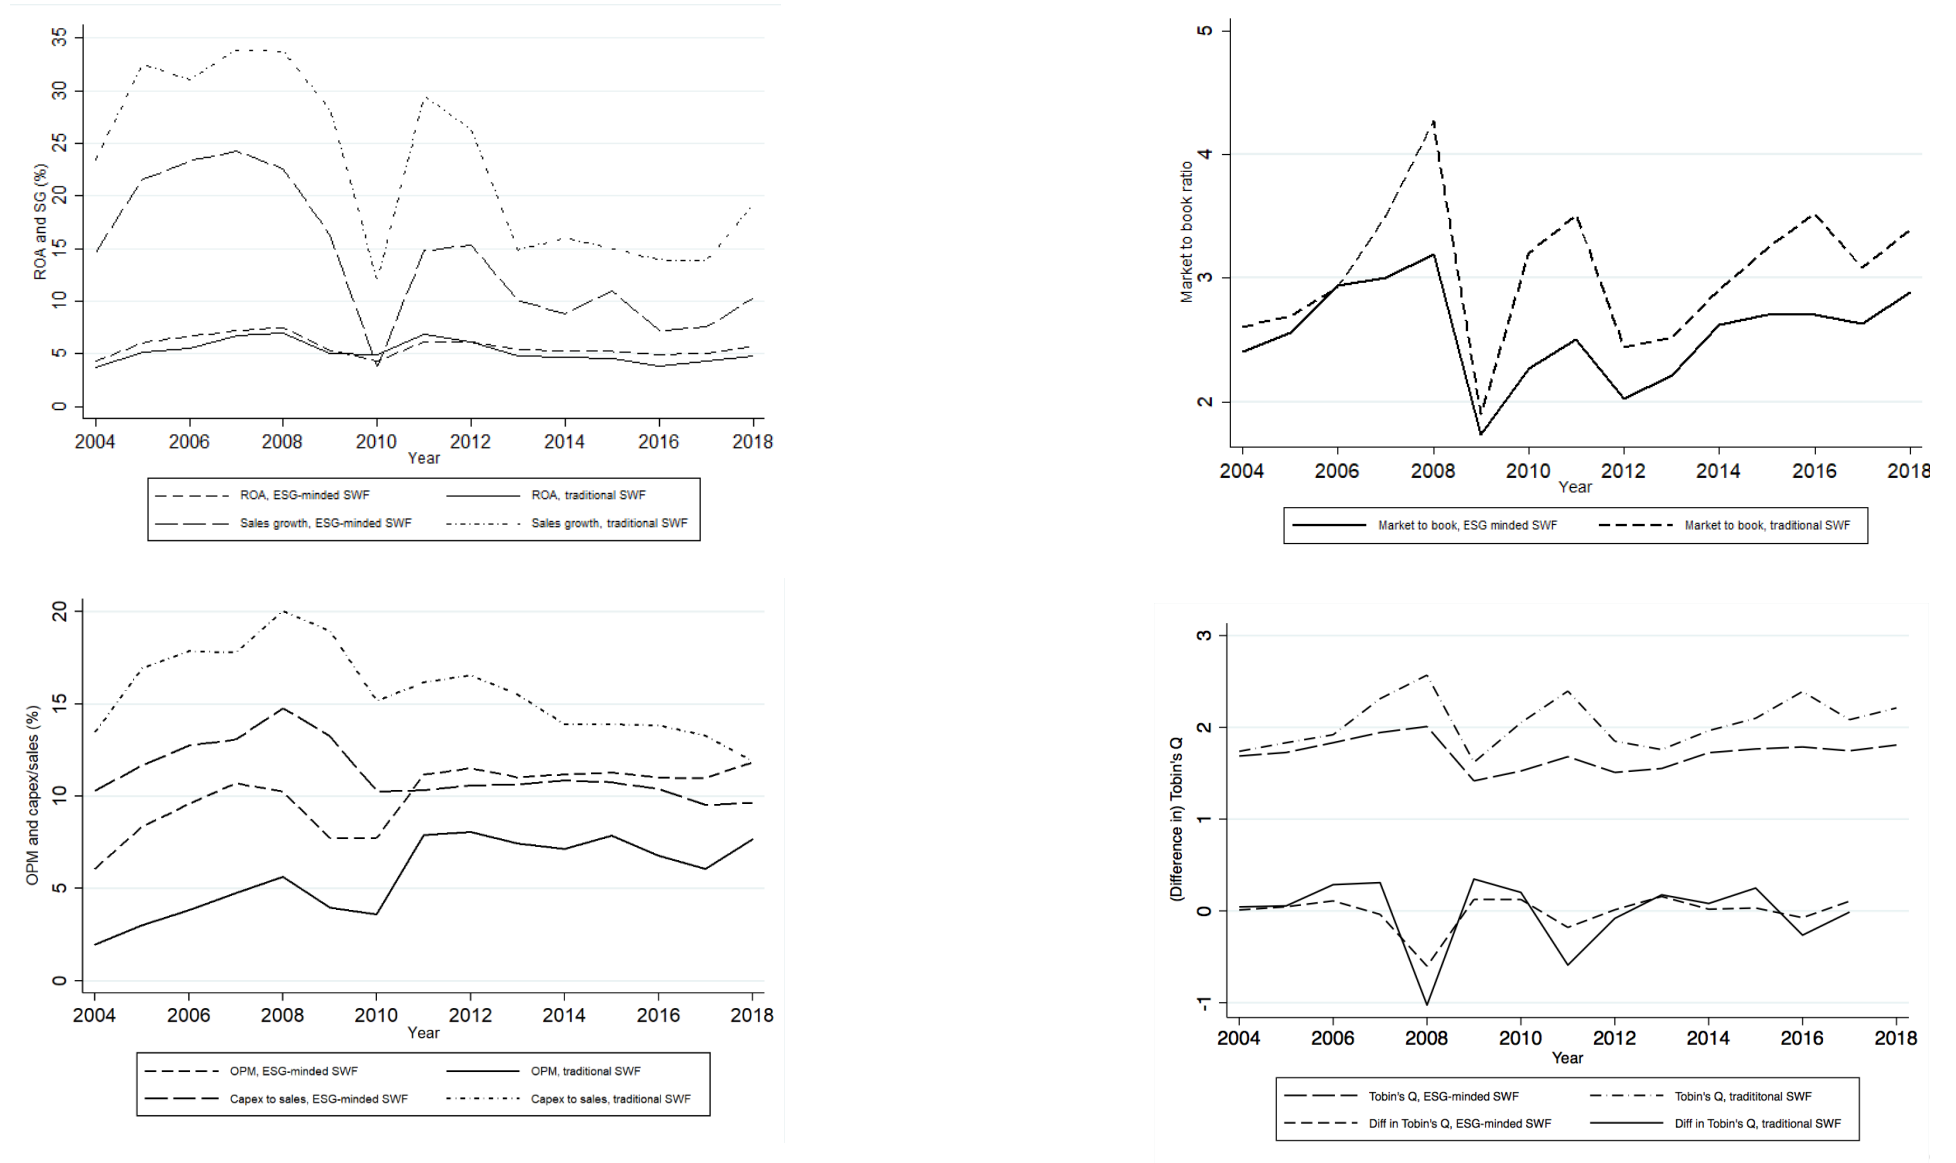 ROA and SG (%)
35
30
25
20
15
10
5
0
2004 2006 2008 2010 2012 2014 2016 2018
Year
ROA, ESG-minded SWF ROA, traditional SWF
Sales growth, ESG-minded SWF Sales growth, traditional SWF
Market to book ratio
5
4
3
2
2004 2006 2008 2010 2012 2014 2016 2018
Year
Market to book, ESG minded SWF Market to book, traditional SWF
OPM and capex/sales (%)
20
15
10
5
0
2004 2006 2008 2010 2012 2014 2016 2018
Year
OPM, ESG-minded SWF OPM, traditional SWF
Capex to sales, ESG-minded SWF Capex to sales, traditional SWF
(Difference in) Tobin's Q
3
2
1
0
-1
2004 2006 2008 2010 2012 2014 2016 2018
Year
Tobin's Q, ESG-minded SWF Tobin's Q, tradititonal SWF
Diff in Tobin's Q, ESG-minded SWF Diff in Tobin's Q, traditional SWF